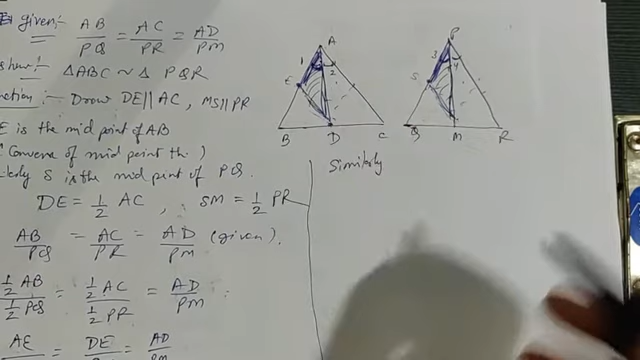 given:- AB/PQ = AC/PR = AD/PM
show:- ΔABC ~ Δ PQR
nction:- Draw DE||AC, MS||PR
E is the mid point of AB
(Converse of mid point th.)
S is the mid point of PQ.
DE = 1/2 AC , SM = 1/2 PR
AB/PQ = AC/PR = AD/PM (given).
1/2 AB / 1/2 PQ = 1/2 AC / 1/2 PR = AD/PM
AE = DE = AD/PM
A
1
2
E
B D C
P
3
4
S
Q M R
Similarly